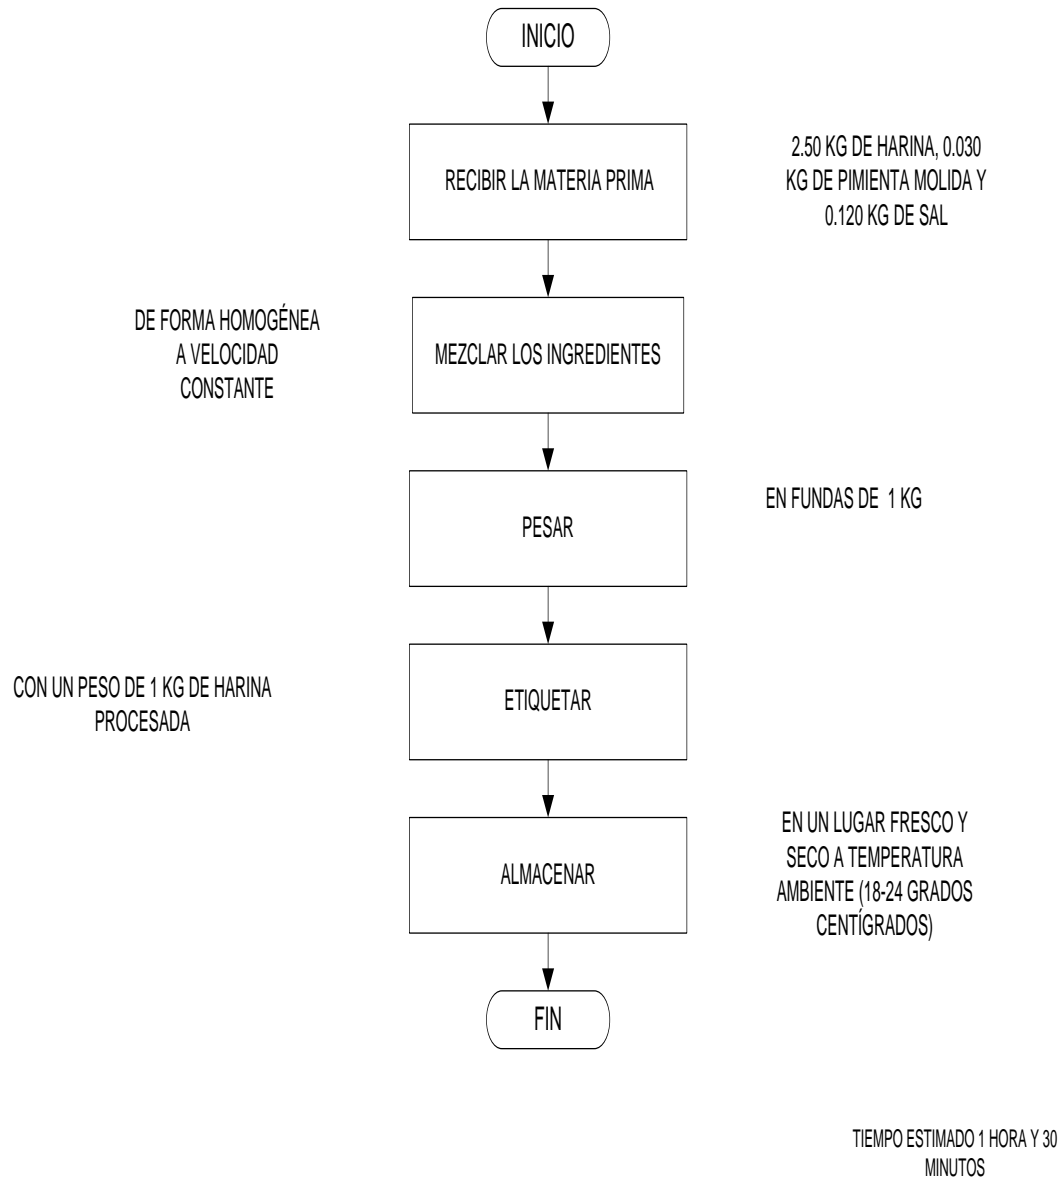 INICIO
RECIBIR LA MATERIA PRIMA
2.50 KG DE HARINA, 0.030
KG DE PIMIENTA MOLIDA Y
0.120 KG DE SAL
DE FORMA HOMOGÉNEA
A VELOCIDAD
CONSTANTE
MEZCLAR LOS INGREDIENTES
PESAR
EN FUNDAS DE 1 KG
CON UN PESO DE 1 KG DE HARINA
PROCESADA
ETIQUETAR
ALMACENAR
EN UN LUGAR FRESCO Y
SECO A TEMPERATURA
AMBIENTE (18-24 GRADOS
CENTÍGRADOS)
FIN
TIEMPO ESTIMADO 1 HORA Y 30
MINUTOS